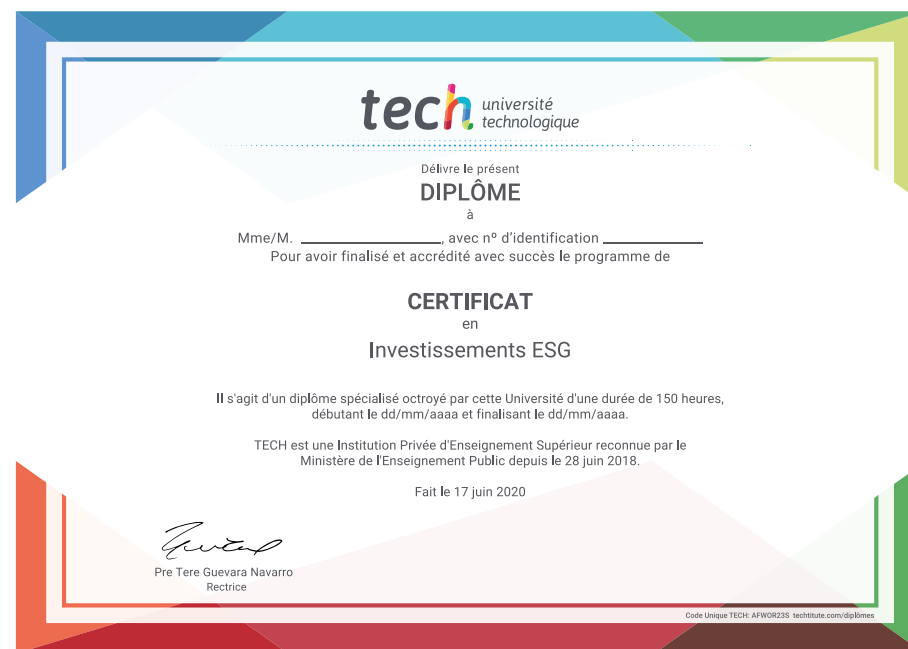 tech université
technologique
Délivre le présent
DIPLÔME
à
Mme/M. ____________________, avec nº d'identification ______________
Pour avoir finalisé et accrédité avec succès le programme de
CERTIFICAT
en
Investissements ESG
Il s'agit d'un diplôme spécialisé octroyé par cette Université d'une durée de 150 heures,
débutant le dd/mm/aaaa et finalisant le dd/mm/aaaa.
TECH est une Institution Privée d'Enseignement Supérieur reconnue par le
Ministère de l'Enseignement Public depuis le 28 juin 2018.
Fait le 17 juin 2020
Pre Tere Guevara Navarro
Rectrice
Code Unique TECH: AFWOR23S techtitute.com/diplômes